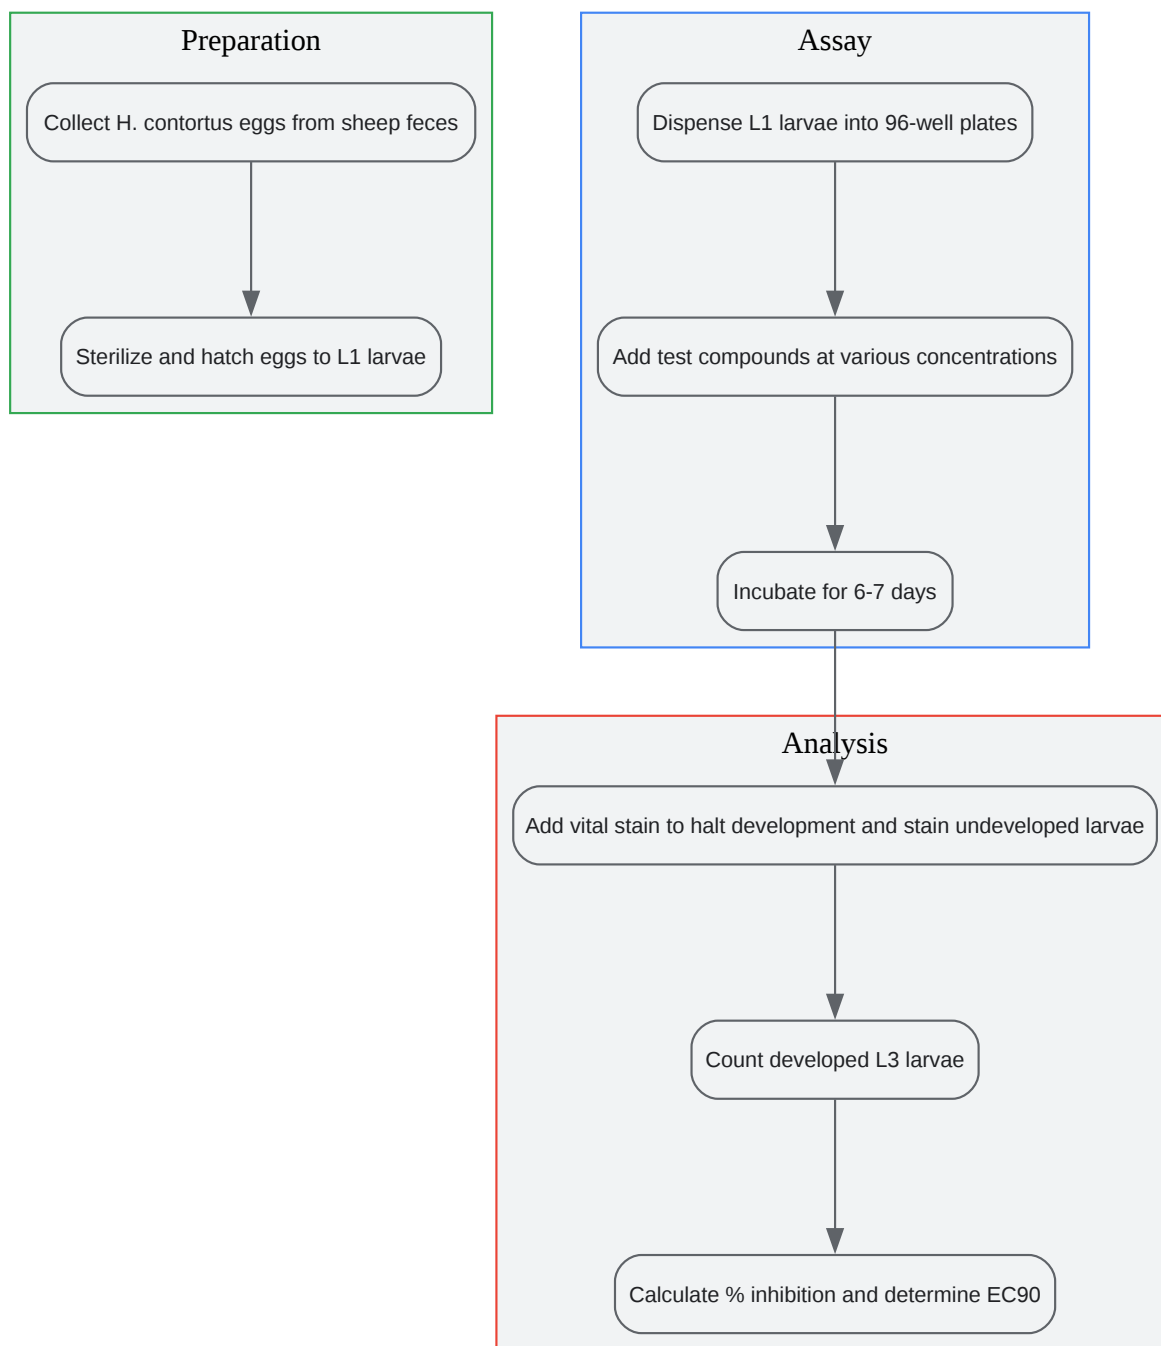 Preparation
Collect H. contortus eggs from sheep feces
Sterilize and hatch eggs to L1 larvae
Assay
Dispense L1 larvae into 96-well plates
Add test compounds at various concentrations
Incubate for 6-7 days
Analysis
Add vital stain to halt development and stain undeveloped larvae
Count developed L3 larvae
Calculate % inhibition and determine EC90